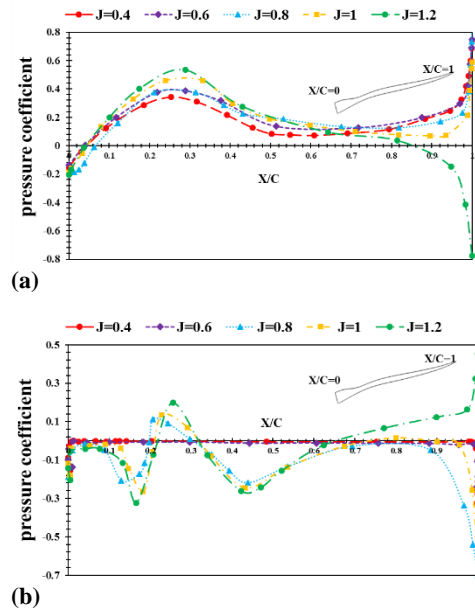 J=0.4 J=0.6 J=0.8 J=1 J=1.2
0.8
0.6
0.4
0.2
0
-0.2
-0.4
-0.6
-0.8
pressure coefficient
X/C=0
X/C=1
0 0.1 0.2 0.3 0.4 0.5 0.6 0.7 0.8 0.9
X/C
(a)
J=0.4 J=0.6 J=0.8 J=1 J=1.2
0.5
0.3
0.1
-0.1
-0.3
-0.5
-0.7
pressure coefficient
X/C=0
X/C=1
X/C
0 0.1 0.2 0.3 0.4 0.5 0.6 0.7 0.8 0.9
(b)